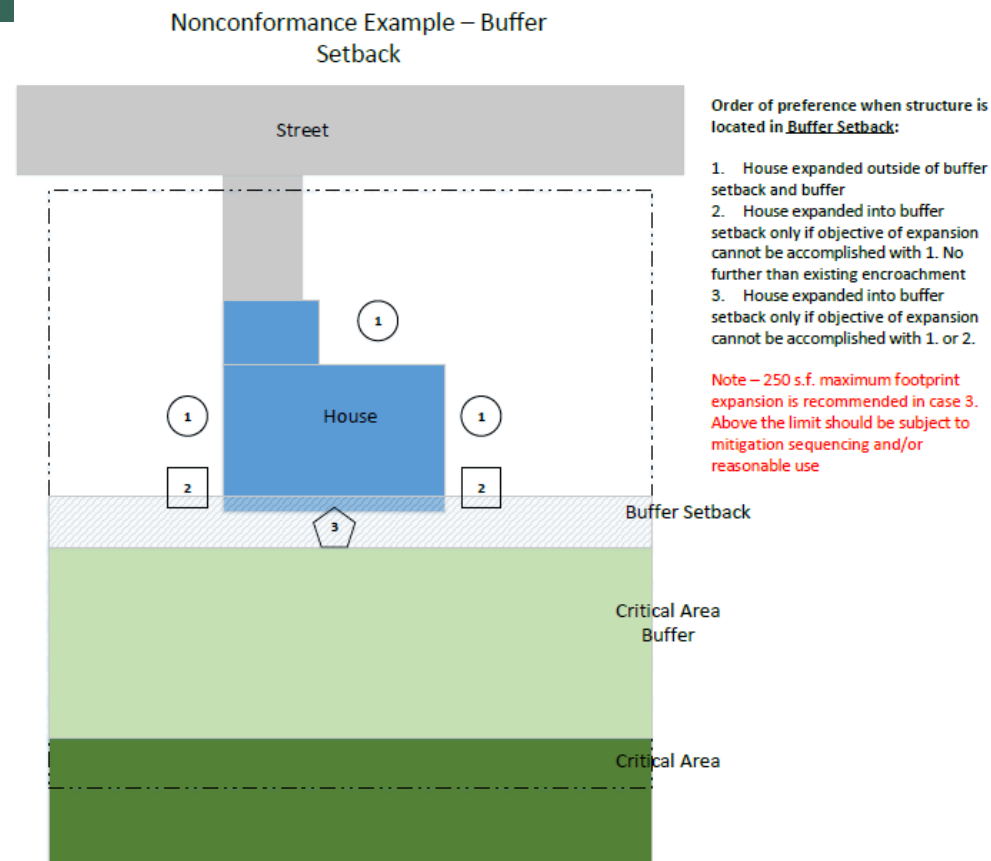 Nonconformance Example – Buffer
Setback
Street
Order of preference when structure is
located in Buffer Setback:
1. House expanded outside of buffer
setback and buffer
2. House expanded into buffer
setback only if objective of expansion
cannot be accomplished with 1. No
further than existing encroachment
3. House expanded into buffer
setback only if objective of expansion
cannot be accomplished with 1. or 2.
Note – 250 s.f. maximum footprint
expansion is recommended in case 3.
Above the limit should be subject to
mitigation sequencing and/or
reasonable use
1
1
House
1
2
2
3
Buffer Setback
Critical Area
Buffer
Critical Area